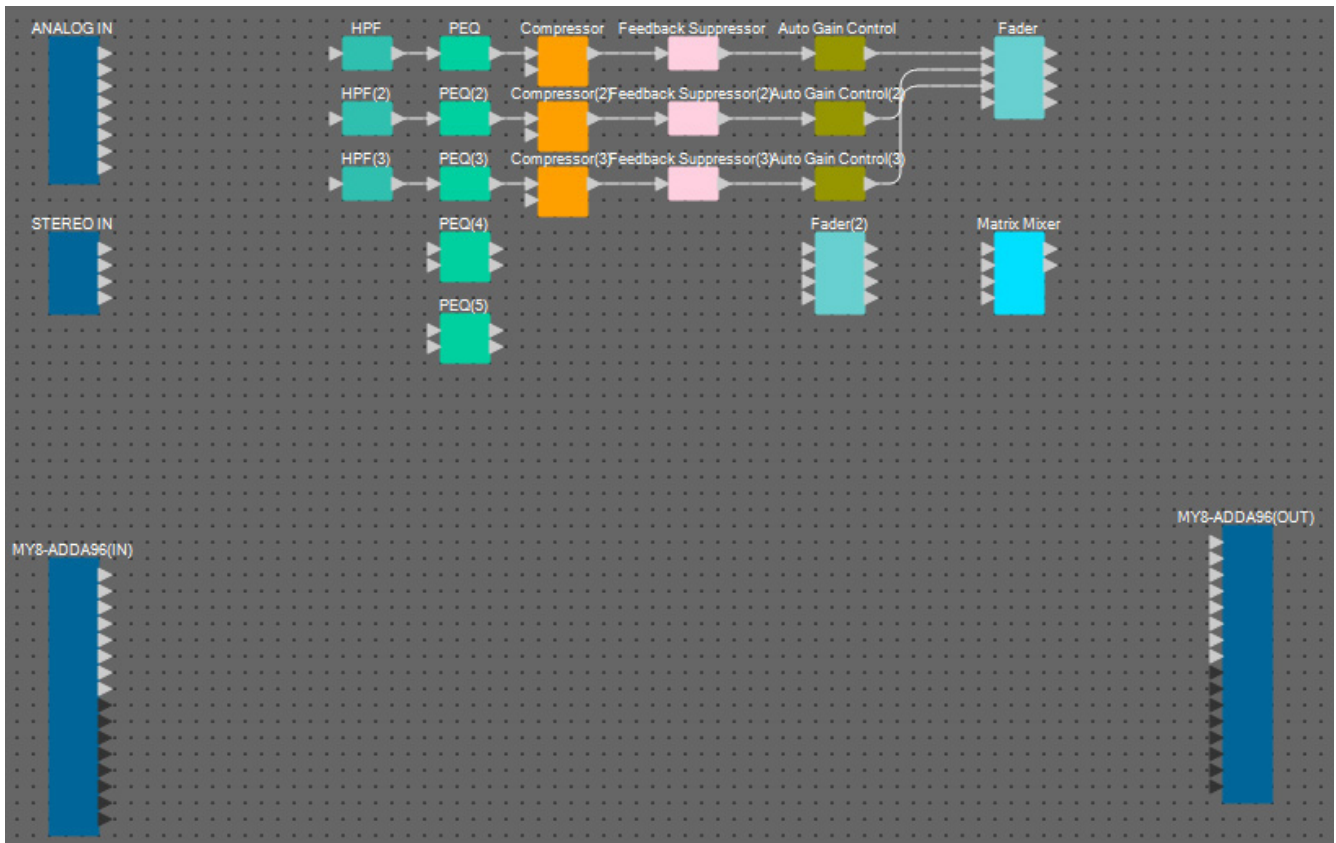 ANALOG IN
HPF
PEQ
Compressor
Feedback Suppressor
Auto Gain Control
Fader
HPF(2)
PEQ(2)
Compressor(2)
Feedback Suppressor(2)
Auto Gain Control(2)
HPF(3)
PEQ(3)
Compressor(3)
Feedback Suppressor(3)
Auto Gain Control(3)
STEREO IN
PEQ(4)
Fader(2)
Matrix Mixer
PEQ(5)
MY8-ADDA96(OUT)
MY8-ADDA96(IN)